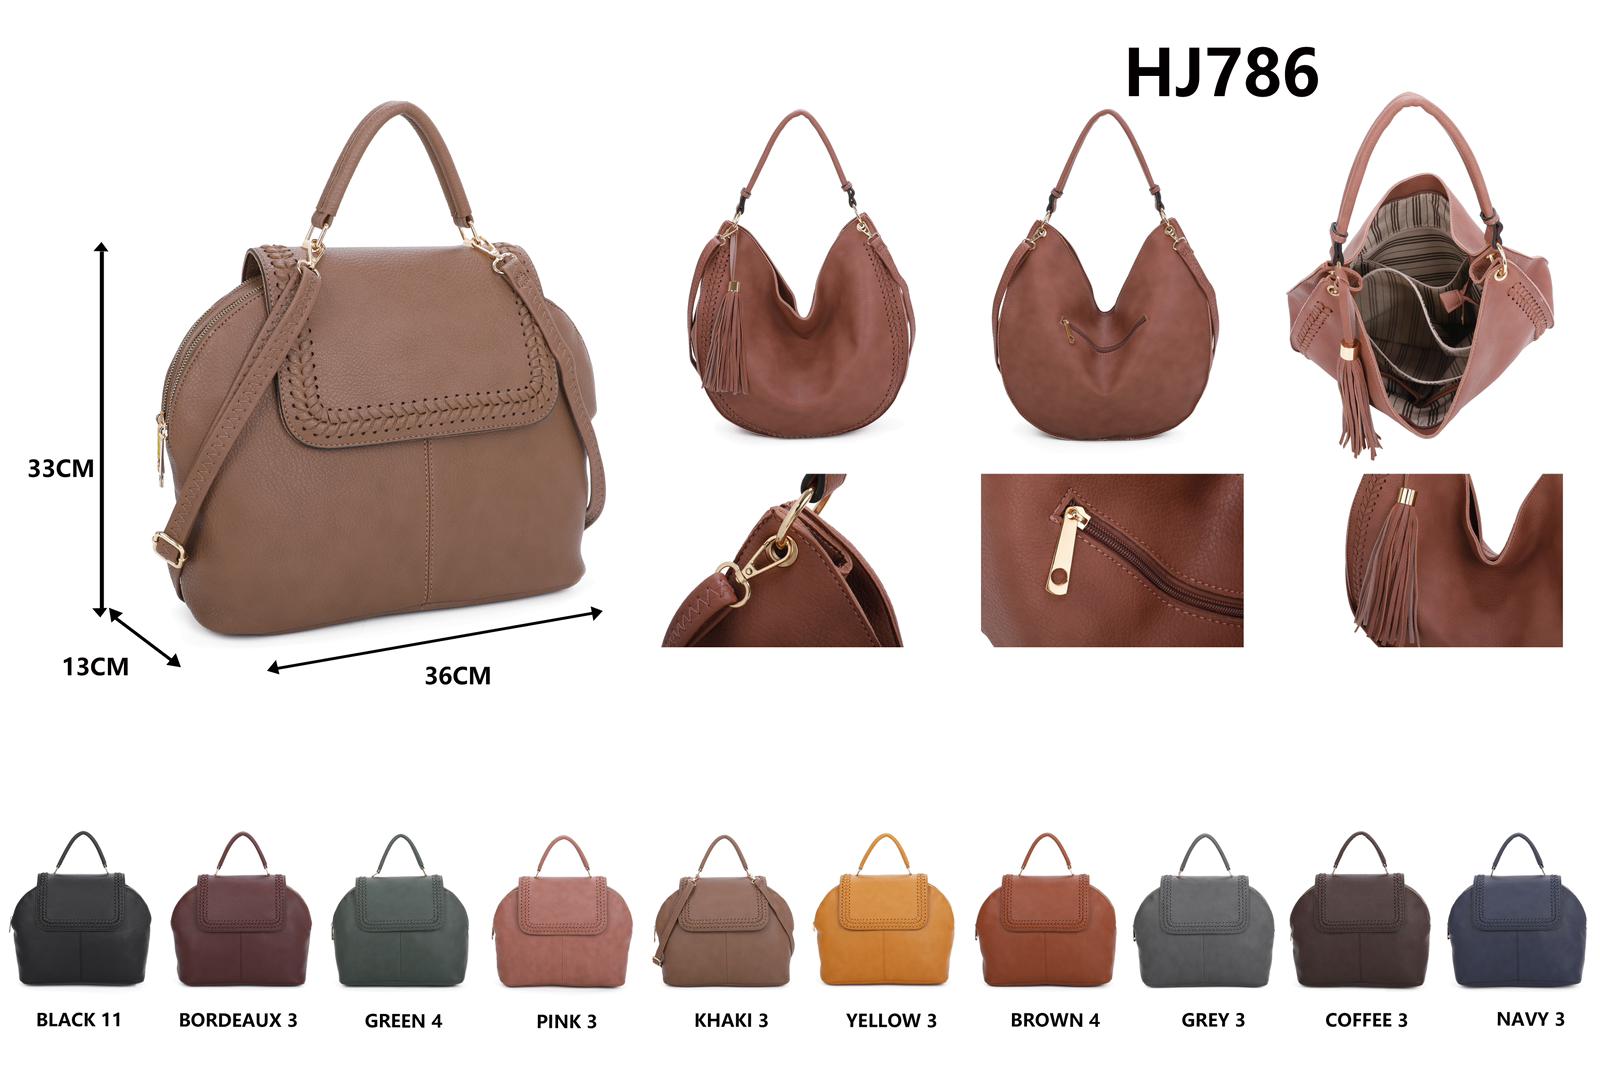 HJ786
33CM
13CM
36CM
BLACK 11
BORDEAUX 3
GREEN 4
PINK 3
KHAKI 3
YELLOW 3
BROWN 4
GREY 3
COFFEE 3
NAVY 3